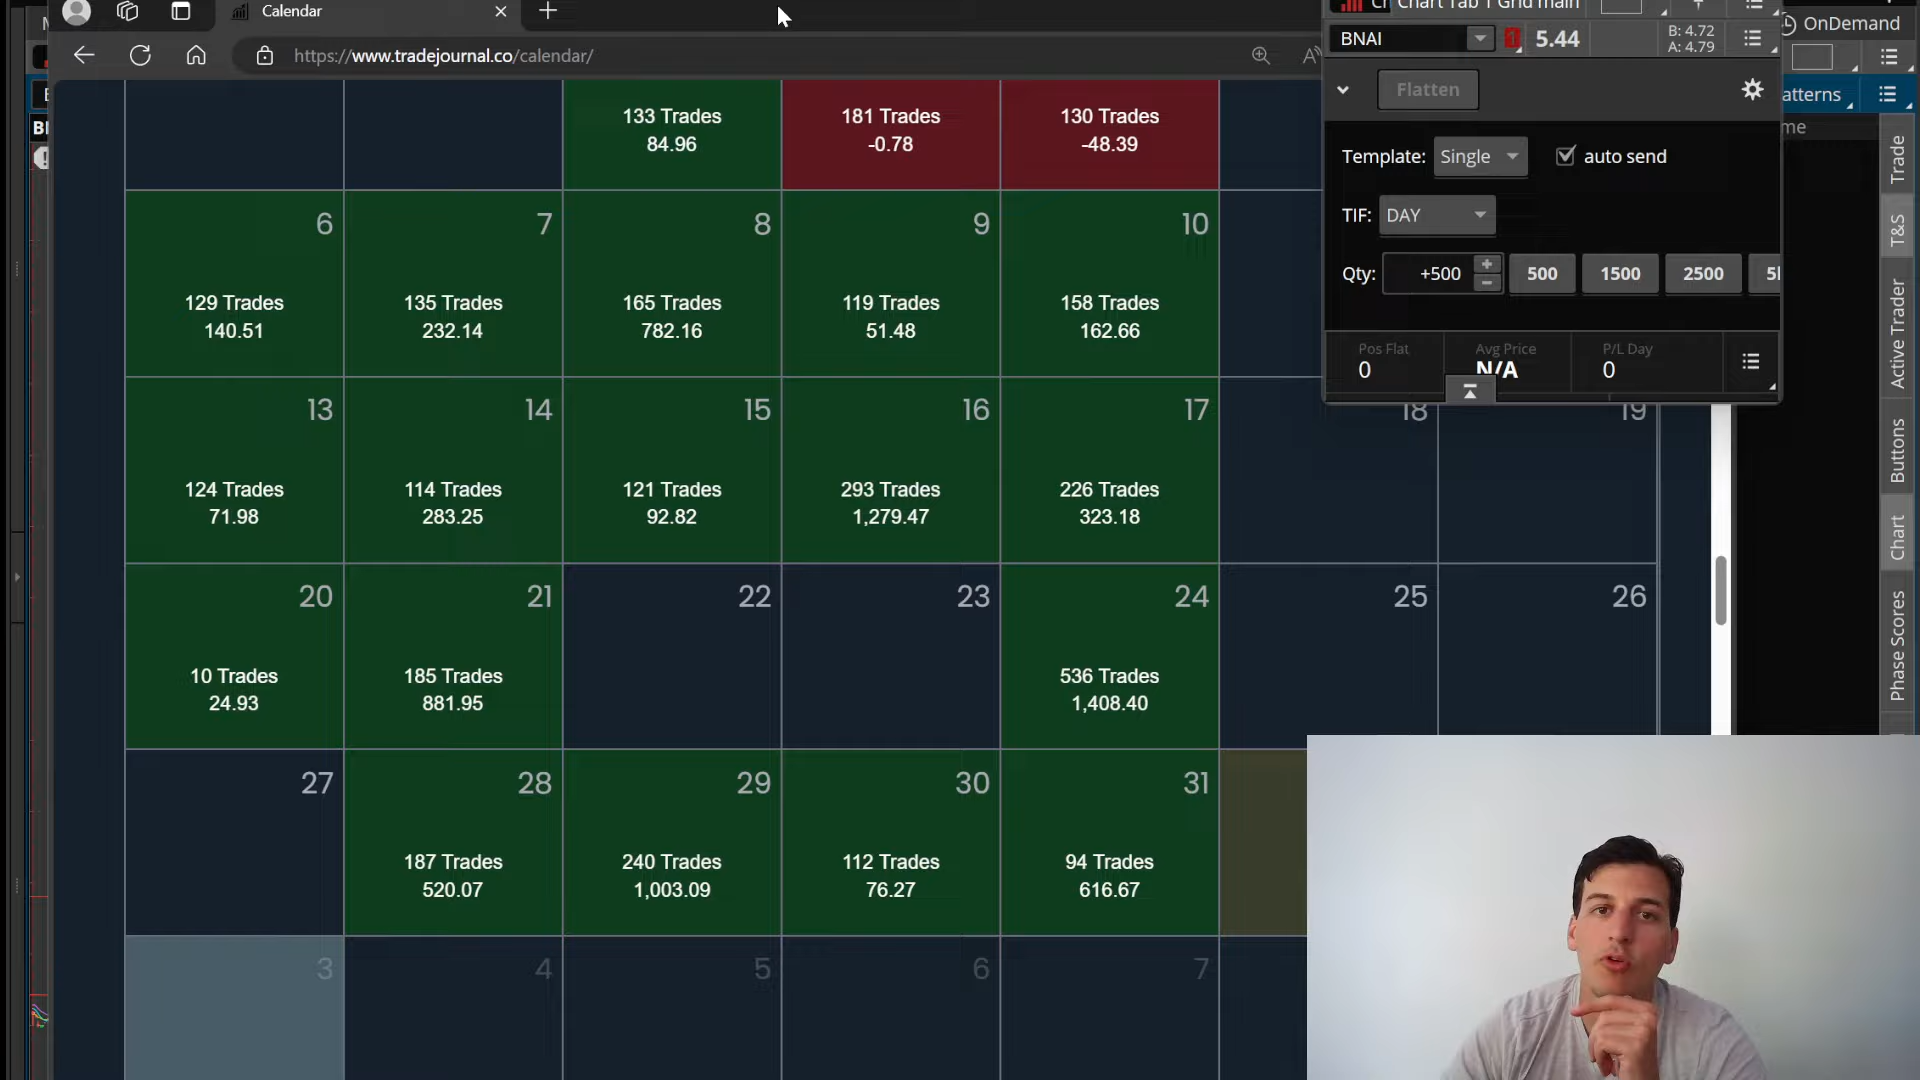 Calendar
https://www.tradejournal.co/calendar/
133 Trades
84.96
181 Trades
-0.78
130 Trades
-48.39
6
129 Trades
140.51
7
135 Trades
232.14
8
165 Trades
782.16
9
119 Trades
51.48
10
158 Trades
162.66
13
124 Trades
71.98
14
114 Trades
283.25
15
121 Trades
92.82
16
293 Trades
1,279.47
17
226 Trades
323.18
18
19
20
10 Trades
24.93
21
185 Trades
881.95
22
23
24
536 Trades
1,408.40
25
26
27
28
187 Trades
520.07
29
240 Trades
1,003.09
30
112 Trades
76.27
31
94 Trades
616.67
3
4
5
6
7
Chart Tab 1 Grid main
BNAI
5.44
B: 4.72
A: 4.79
Flatten
Template: Single
auto send
TIF: DAY
Qty: +500
500
1500
2500
Pos Flat
0
Avg Price
N/A
P/L Day
0
OnDemand
atterns
me
Trade
T&S
Active Trader
Buttons
Chart
Phase Scores